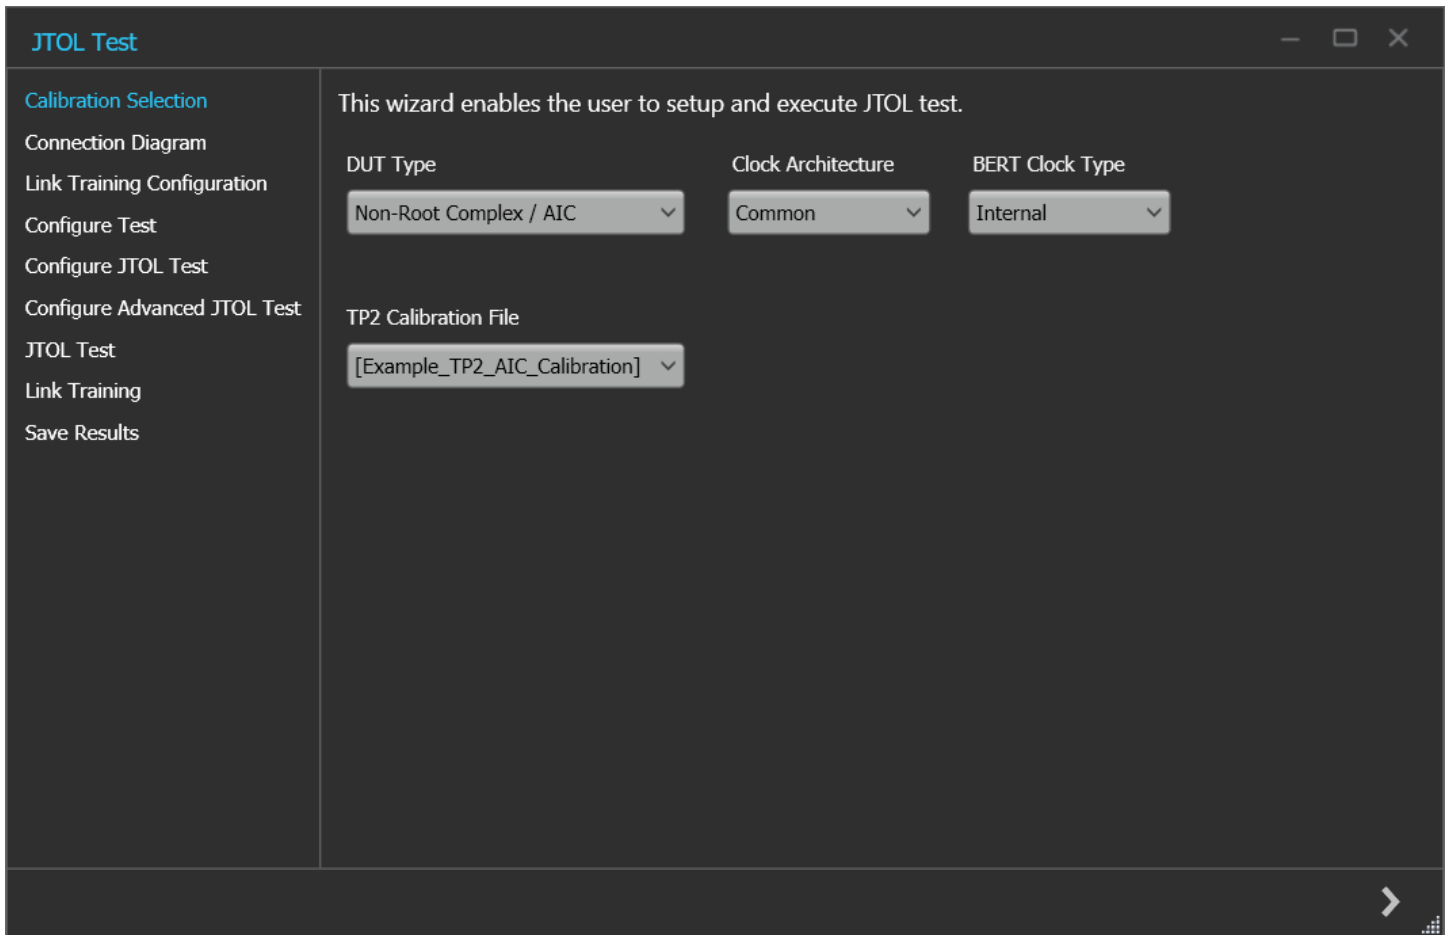 JTOL Test
Calibration Selection
Connection Diagram
Link Training Configuration
Configure Test
Configure JTOL Test
Configure Advanced JTOL Test
JTOL Test
Link Training
Save Results
This wizard enables the user to setup and execute JTOL test.
DUT Type
Clock Architecture
BERT Clock Type
Non-Root Complex / AIC
Common
Internal
TP2 Calibration File
[Example_TP2_AIC_Calibration]